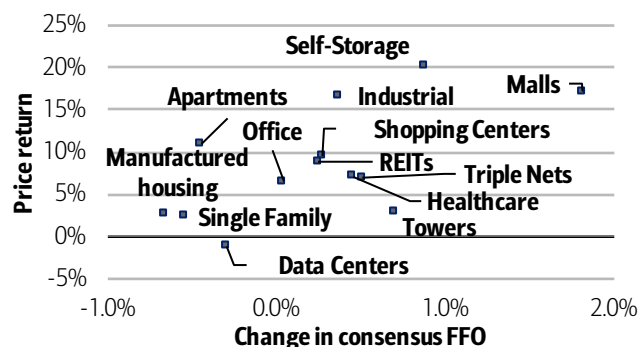 25%
Self-Storage
20%
Malls
Apartments
Industrial
15%
Office
Shopping Centers
10%
Manufactured
housing
REITs
Triple Nets
5%
Healthcare
Single Family
Towers
0%
Data Centers
-5%
-1.0%
0.0%
1.0%
2.0%
Price return
Change in consensus FFO